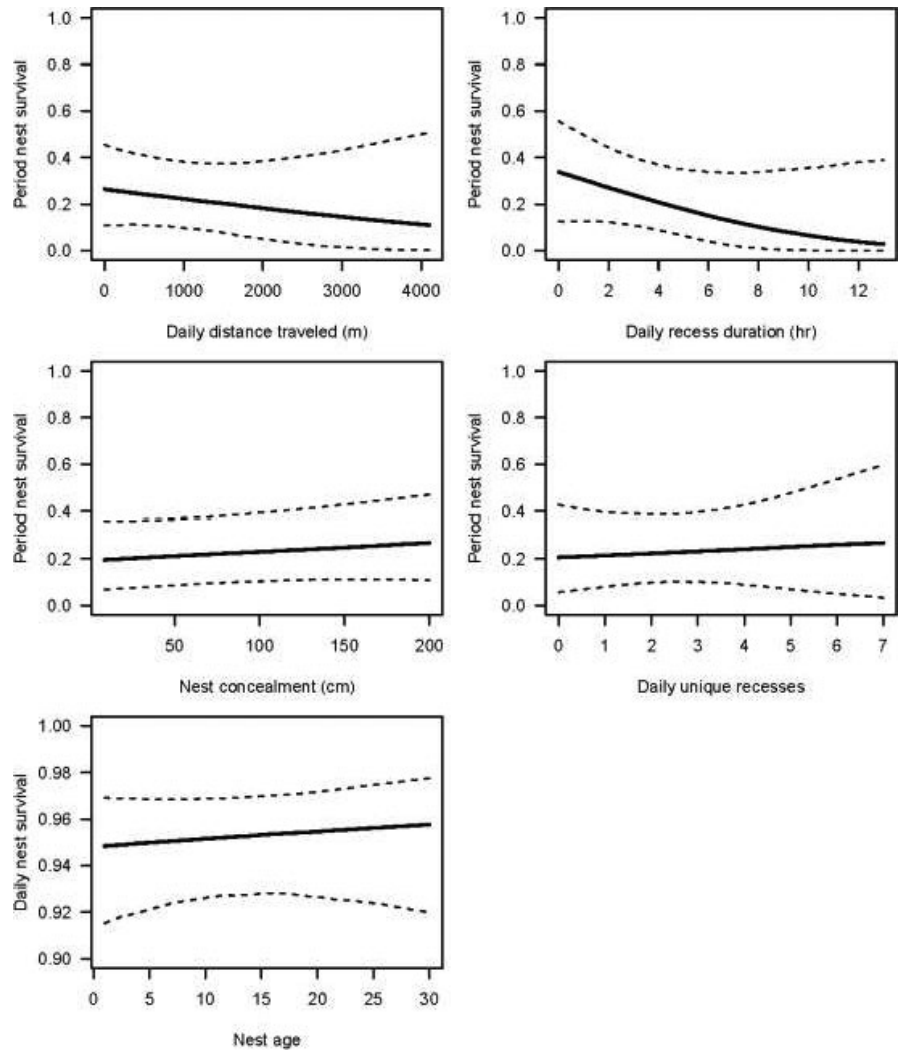 1.0
0.8
0.6
0.4
0.2
0.0
Period nest survival
0 1000 2000 3000 4000
Daily distance traveled (m)
1.0
0.8
0.6
0.4
0.2
0.0
Period nest survival
0 2 4 6 8 10 12
Daily recess duration (hr)
1.0
0.8
0.6
0.4
0.2
0.0
Period nest survival
50 100 150 200
Nest concealment (cm)
1.0
0.8
0.6
0.4
0.2
0.0
Period nest survival
0 1 2 3 4 5 6 7
Daily unique recesses
1.00
0.98
0.96
0.94
0.92
0.90
Daily nest survival
0 5 10 15 20 25 30
Nest age